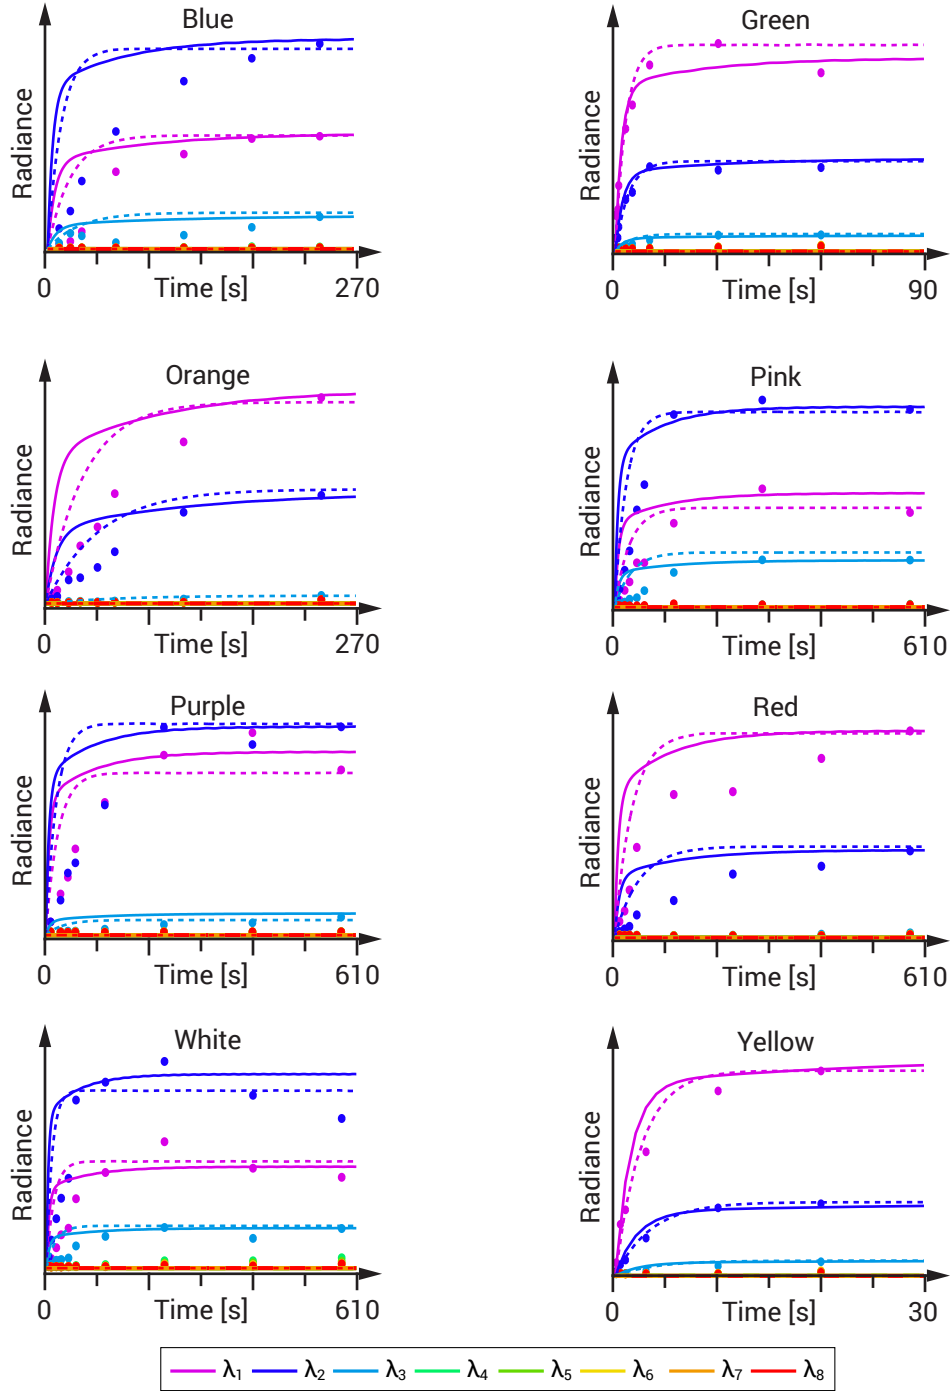 Blue
Radiance
0
Time [s]
270
Green
Radiance
0
Time [s]
90
Orange
Radiance
0
Time [s]
270
Pink
Radiance
0
Time [s]
610
Purple
Radiance
0
Time [s]
610
Red
Radiance
0
Time [s]
610
White
Radiance
0
Time [s]
610
Yellow
Radiance
0
Time [s]
30
λ₁ λ₂ λ₃ λ₄ λ₅ λ₆ λ₇ λ₈